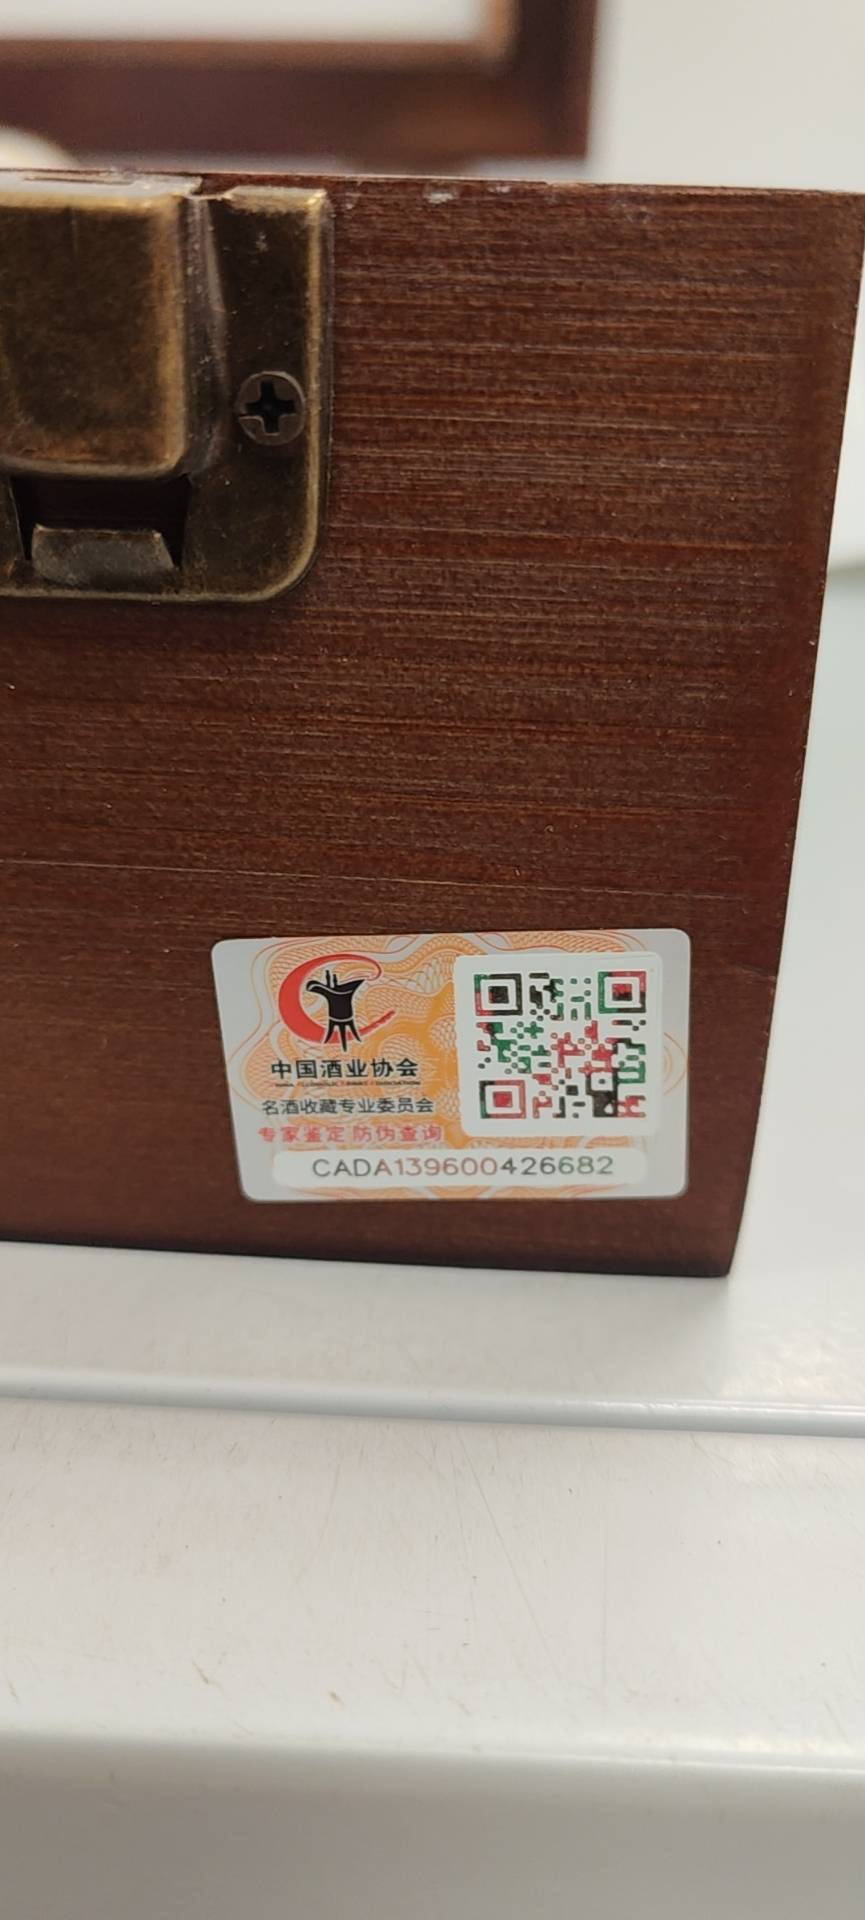 中国酒业协会
名酒收藏专业委员会
专家鉴定 防伪查询
CADA139600426682